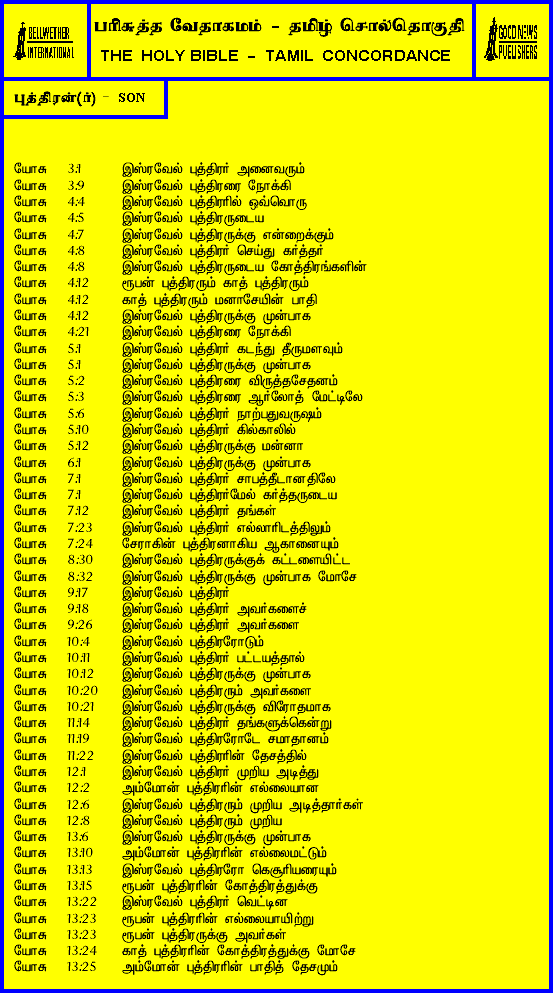 BELLWETHER
INTERNATIONAL
பரிசுத்த வேதாகமம் - தமிழ் சொல்தொகுதி
THE HOLY BIBLE - TAMIL CONCORDANCE
GOOD NEWS
PUBLISHERS
புத்திரன்(ர்) - SON
யோசு 3:1 இஸ்ரவேல் புத்திரர் அனைவரும்
யோசு 3:9 இஸ்ரவேல் புத்திரரை நோக்கி
யோசு 4:4 இஸ்ரவேல் புத்திரரில் ஒவ்வொரு
யோசு 4:5 இஸ்ரவேல் புத்திரருடைய
யோசு 4:7 இஸ்ரவேல் புத்திரருக்கு என்றைக்கும்
யோசு 4:8 இஸ்ரவேல் புத்திரர் செய்து கர்த்தர்
யோசு 4:8 இஸ்ரவேல் புத்திரருடைய கோத்திரங்களின்
யோசு 4:12 ரூபன் புத்திரரும் காத் புத்திரரும்
யோசு 4:12 காத் புத்திரரும் மனாசேயின் பாதி
யோசு 4:12 இஸ்ரவேல் புத்திரருக்கு முன்பாக
யோசு 4:21 இஸ்ரவேல் புத்திரரை நோக்கி
யோசு 5:1 இஸ்ரவேல் புத்திரர் கடந்து தீருமளவும்
யோசு 5:1 இஸ்ரவேல் புத்திரருக்கு முன்பாக
யோசு 5:2 இஸ்ரவேல் புத்திரரை விருத்தசேதனம்
யோசு 5:3 இஸ்ரவேல் புத்திரரை ஆர்லோத் மேட்டிலே
யோசு 5:6 இஸ்ரவேல் புத்திரர் நாற்பதுவருஷம்
யோசு 5:10 இஸ்ரவேல் புத்திரர் கில்காலில்
யோசு 5:12 இஸ்ரவேல் புத்திரருக்கு மன்னா
யோசு 6:1 இஸ்ரவேல் புத்திரருக்கு முன்பாக
யோசு 7:1 இஸ்ரவேல் புத்திரர் சாபத்தீடானதிலே
யோசு 7:1 இஸ்ரவேல் புத்திரர்மேல் கர்த்தருடைய
யோசு 7:12 இஸ்ரவேல் புத்திரர் தங்கள்
யோசு 7:23 இஸ்ரவேல் புத்திரர் எல்லாரிடத்திலும்
யோசு 7:24 சேராகின் புத்திரனாகிய ஆகானையும்
யோசு 8:30 இஸ்ரவேல் புத்திரருக்குக் கட்டளையிட்ட
யோசு 8:32 இஸ்ரவேல் புத்திரருக்கு முன்பாக மோசே
யோசு 9:17 இஸ்ரவேல் புத்திரர்
யோசு 9:18 இஸ்ரவேல் புத்திரர் அவர்களைச்
யோசு 9:26 இஸ்ரவேல் புத்திரர் அவர்களை
யோசு 10:4 இஸ்ரவேல் புத்திரரோடும்
யோசு 10:11 இஸ்ரவேல் புத்திரர் பட்டயத்தால்
யோசு 10:12 இஸ்ரவேல் புத்திரருக்கு முன்பாக
யோசு 10:20 இஸ்ரவேல் புத்திரரும் அவர்களை
யோசு 10:21 இஸ்ரவேல் புத்திரருக்கு விரோதமாக
யோசு 11:14 இஸ்ரவேல் புத்திரர் தங்களுக்கென்று
யோசு 11:19 இஸ்ரவேல் புத்திரரோடே சமாதானம்
யோசு 11:22 இஸ்ரவேல் புத்திரரின் தேசத்தில்
யோசு 12:1 இஸ்ரவேல் புத்திரர் முறிய அடித்து
யோசு 12:2 அம்மோன் புத்திரரின் எல்லையான
யோசு 12:6 இஸ்ரவேல் புத்திரரும் முறிய அடித்தார்கள்
யோசு 12:8 இஸ்ரவேல் புத்திரரும் முறிய
யோசு 13:6 இஸ்ரவேல் புத்திரருக்கு முன்பாக
யோசு 13:10 அம்மோன் புத்திரரின் எல்லைமட்டும்
யோசு 13:13 இஸ்ரவேல் புத்திரரோ கெசூரியரையும்
யோசு 13:15 ரூபன் புத்திரரின் கோத்திரத்துக்கு
யோசு 13:22 இஸ்ரவேல் புத்திரர் வெட்டின
யோசு 13:23 ரூபன் புத்திரரின் எல்லையாயிற்று
யோசு 13:23 ரூபன் புத்திரருக்கு அவர்கள்
யோசு 13:24 காத் புத்திரரின் கோத்திரத்துக்கு மோசே
யோசு 13:25 அம்மோன் புத்திரரின் பாதித் தேசமும்